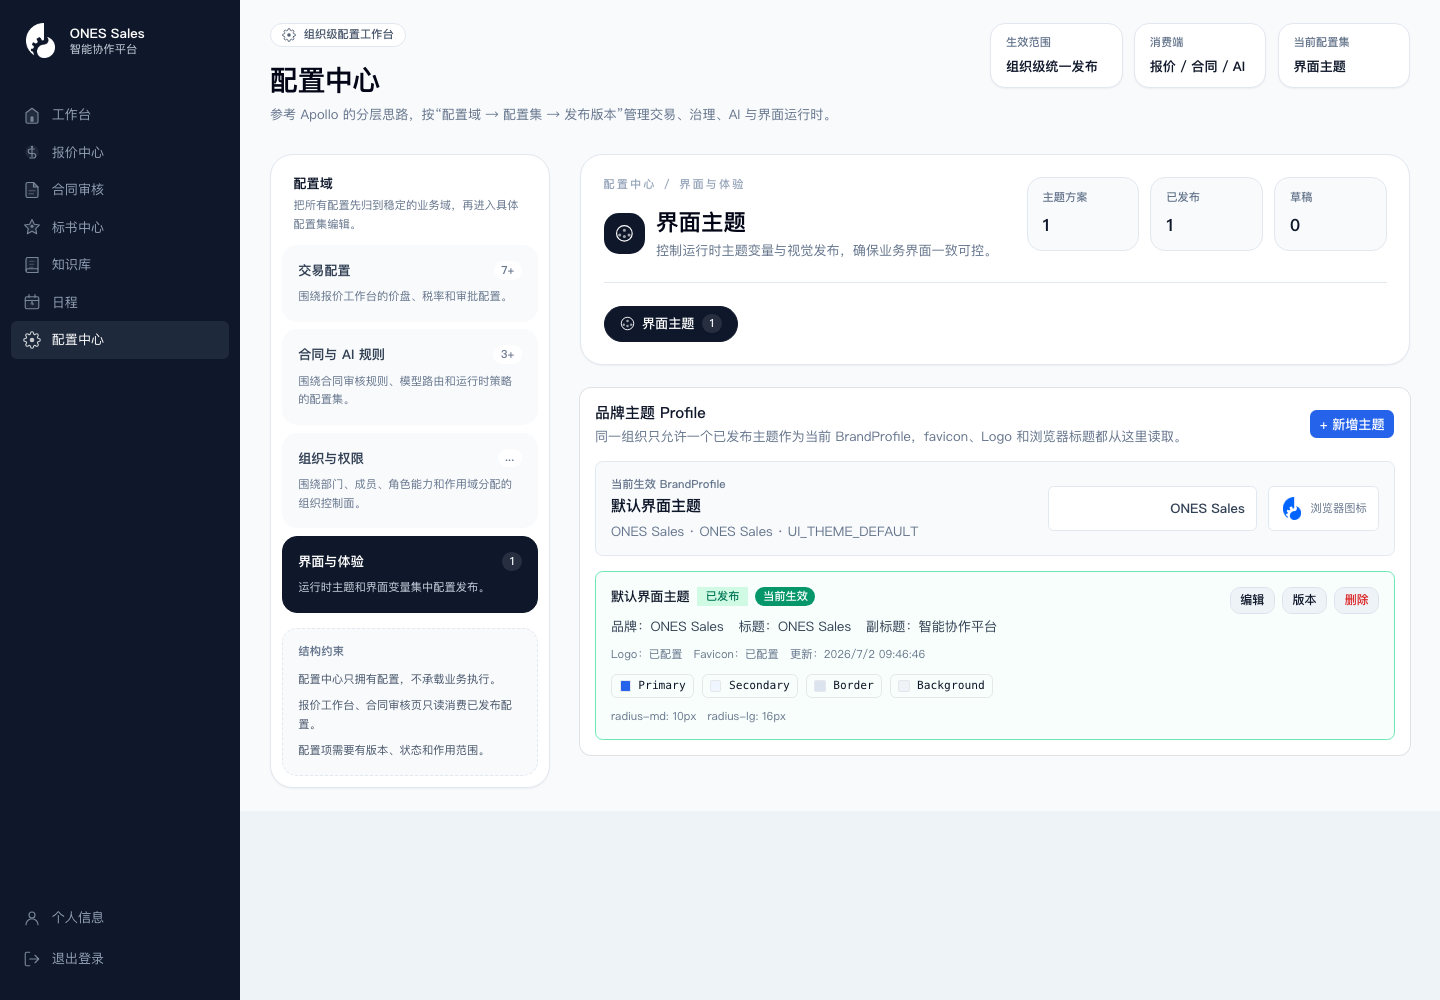 ONES Sales
智能协作平台
工作台
报价中心
合同审核
标书中心
知识库
日程
配置中心
个人信息
退出登录
组织级配置工作台
配置中心
参考 Apollo 的分层思路，按“配置域 → 配置集 → 发布版本”管理交易、治理、AI 与界面运行时。
生效范围
组织级统一发布
消费端
报价 / 合同 / AI
当前配置集
界面主题
配置域
把所有配置先归到稳定的业务域，再进入具体
配置集编辑。
交易配置
7+
围绕报价工作台的价盘、税率和审批配置。
合同与 AI 规则
3+
围绕合同审核规则、模型路由和运行时策略
的配置集。
组织与权限
...
围绕部门、成员、角色能力和作用域分配的
组织控制面。
界面与体验
1
运行时主题和界面变量集中配置发布。
结构约束
配置中心只拥有配置，不承载业务执行。
报价工作台、合同审核页只读消费已发布配
置。
配置项需要有版本、状态和作用范围。
配置中心 / 界面与体验
界面主题
控制运行时主题变量与视觉发布，确保业务界面一致可控。
主题方案
1
已发布
1
草稿
0
界面主题 1
品牌主题 Profile
同一组织只允许一个已发布主题作为当前 BrandProfile，favicon、Logo 和浏览器标题都从这里读取。
+ 新增主题
当前生效 BrandProfile
默认界面主题
ONES Sales · ONES Sales · UI_THEME_DEFAULT
ONES Sales
浏览器图标
默认界面主题 已发布 当前生效
编辑 版本 删除
品牌：ONES Sales 标题：ONES Sales 副标题：智能协作平台
Logo：已配置 Favicon：已配置 更新：2026/7/2 09:46:46
Primary Secondary Border Background
radius-md: 10px radius-lg: 16px